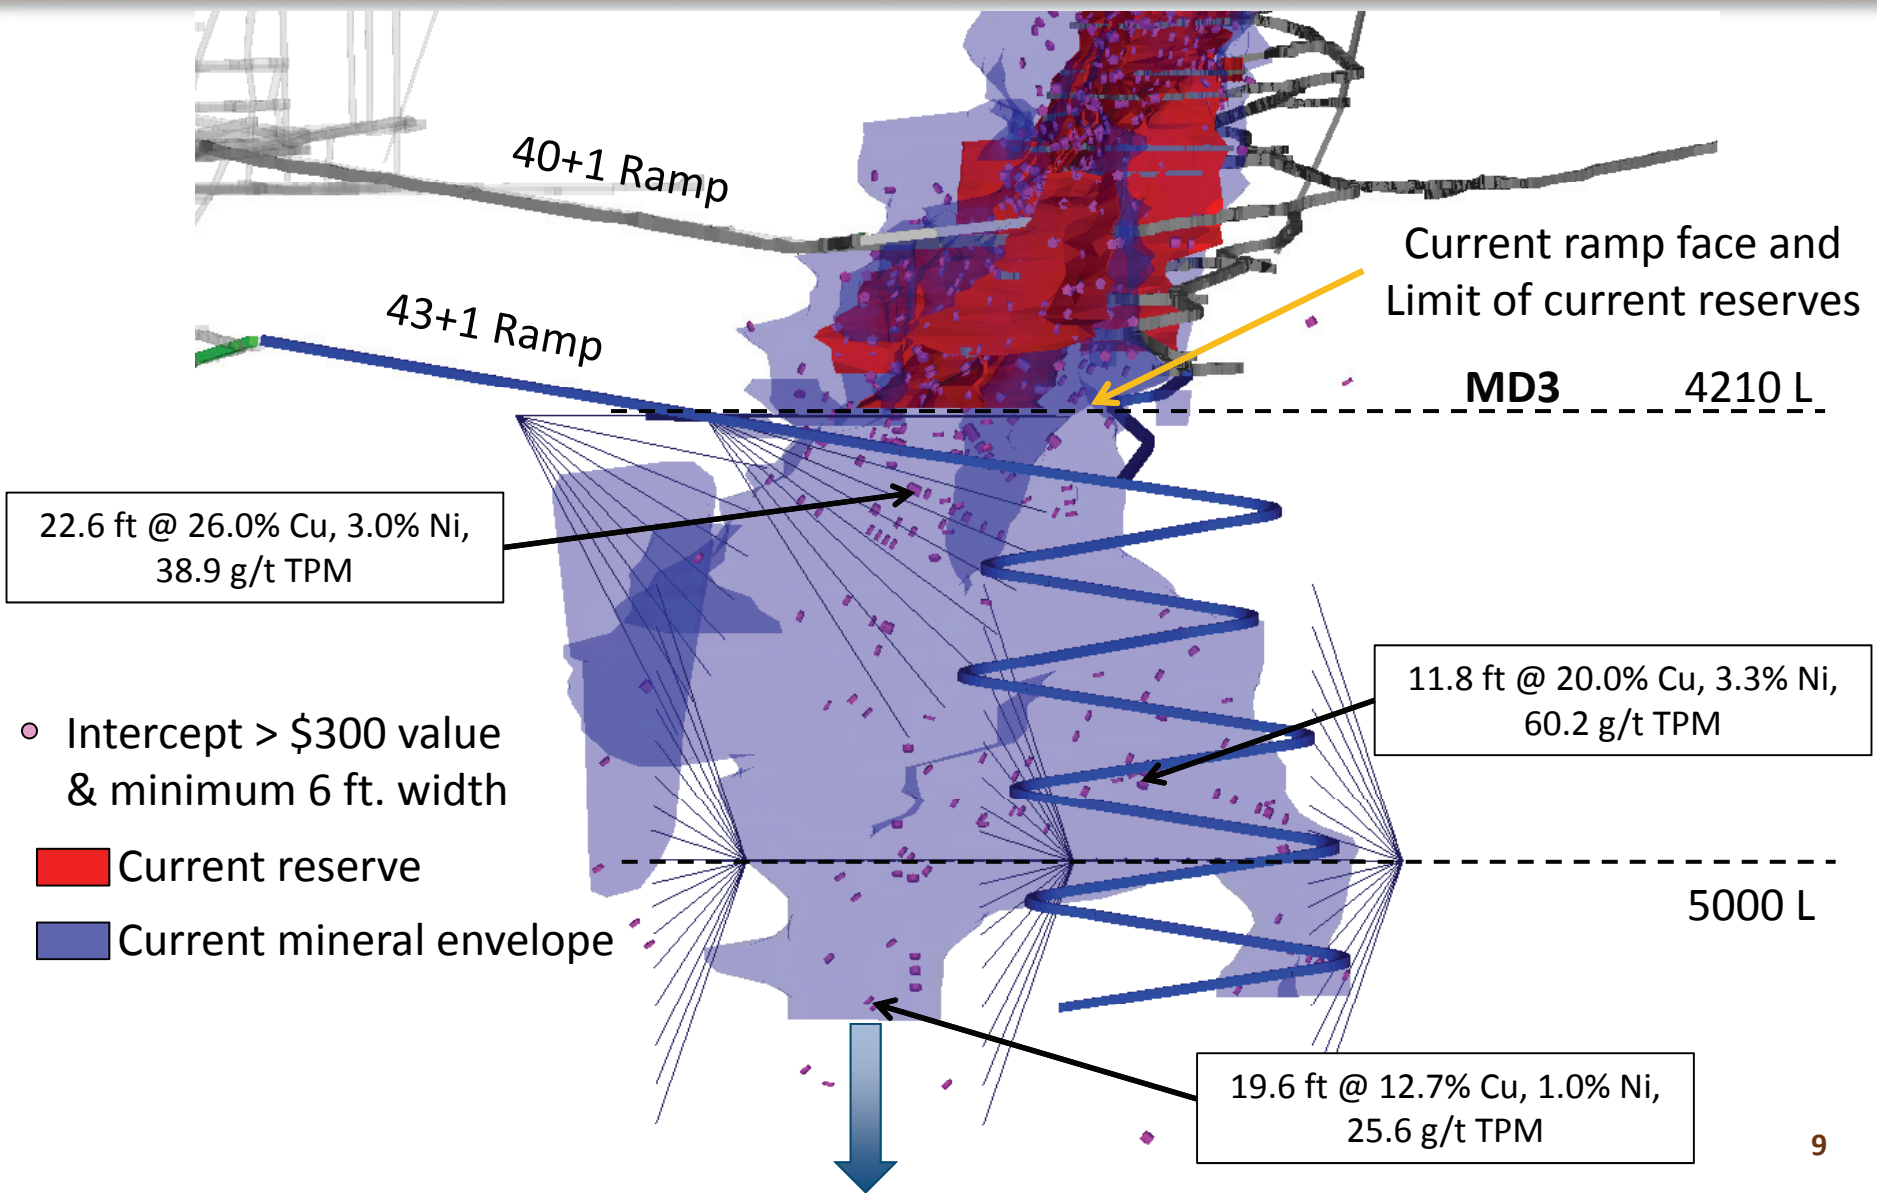 40+1 Ramp
43+1 Ramp
Current ramp face and
Limit of current reserves
MD3 4210 L
22.6 ft @ 26.0% Cu, 3.0% Ni,
38.9 g/t TPM
11.8 ft @ 20.0% Cu, 3.3% Ni,
60.2 g/t TPM
Intercept > $300 value
& minimum 6 ft. width
Current reserve
Current mineral envelope
5000 L
19.6 ft @ 12.7% Cu, 1.0% Ni,
25.6 g/t TPM
9